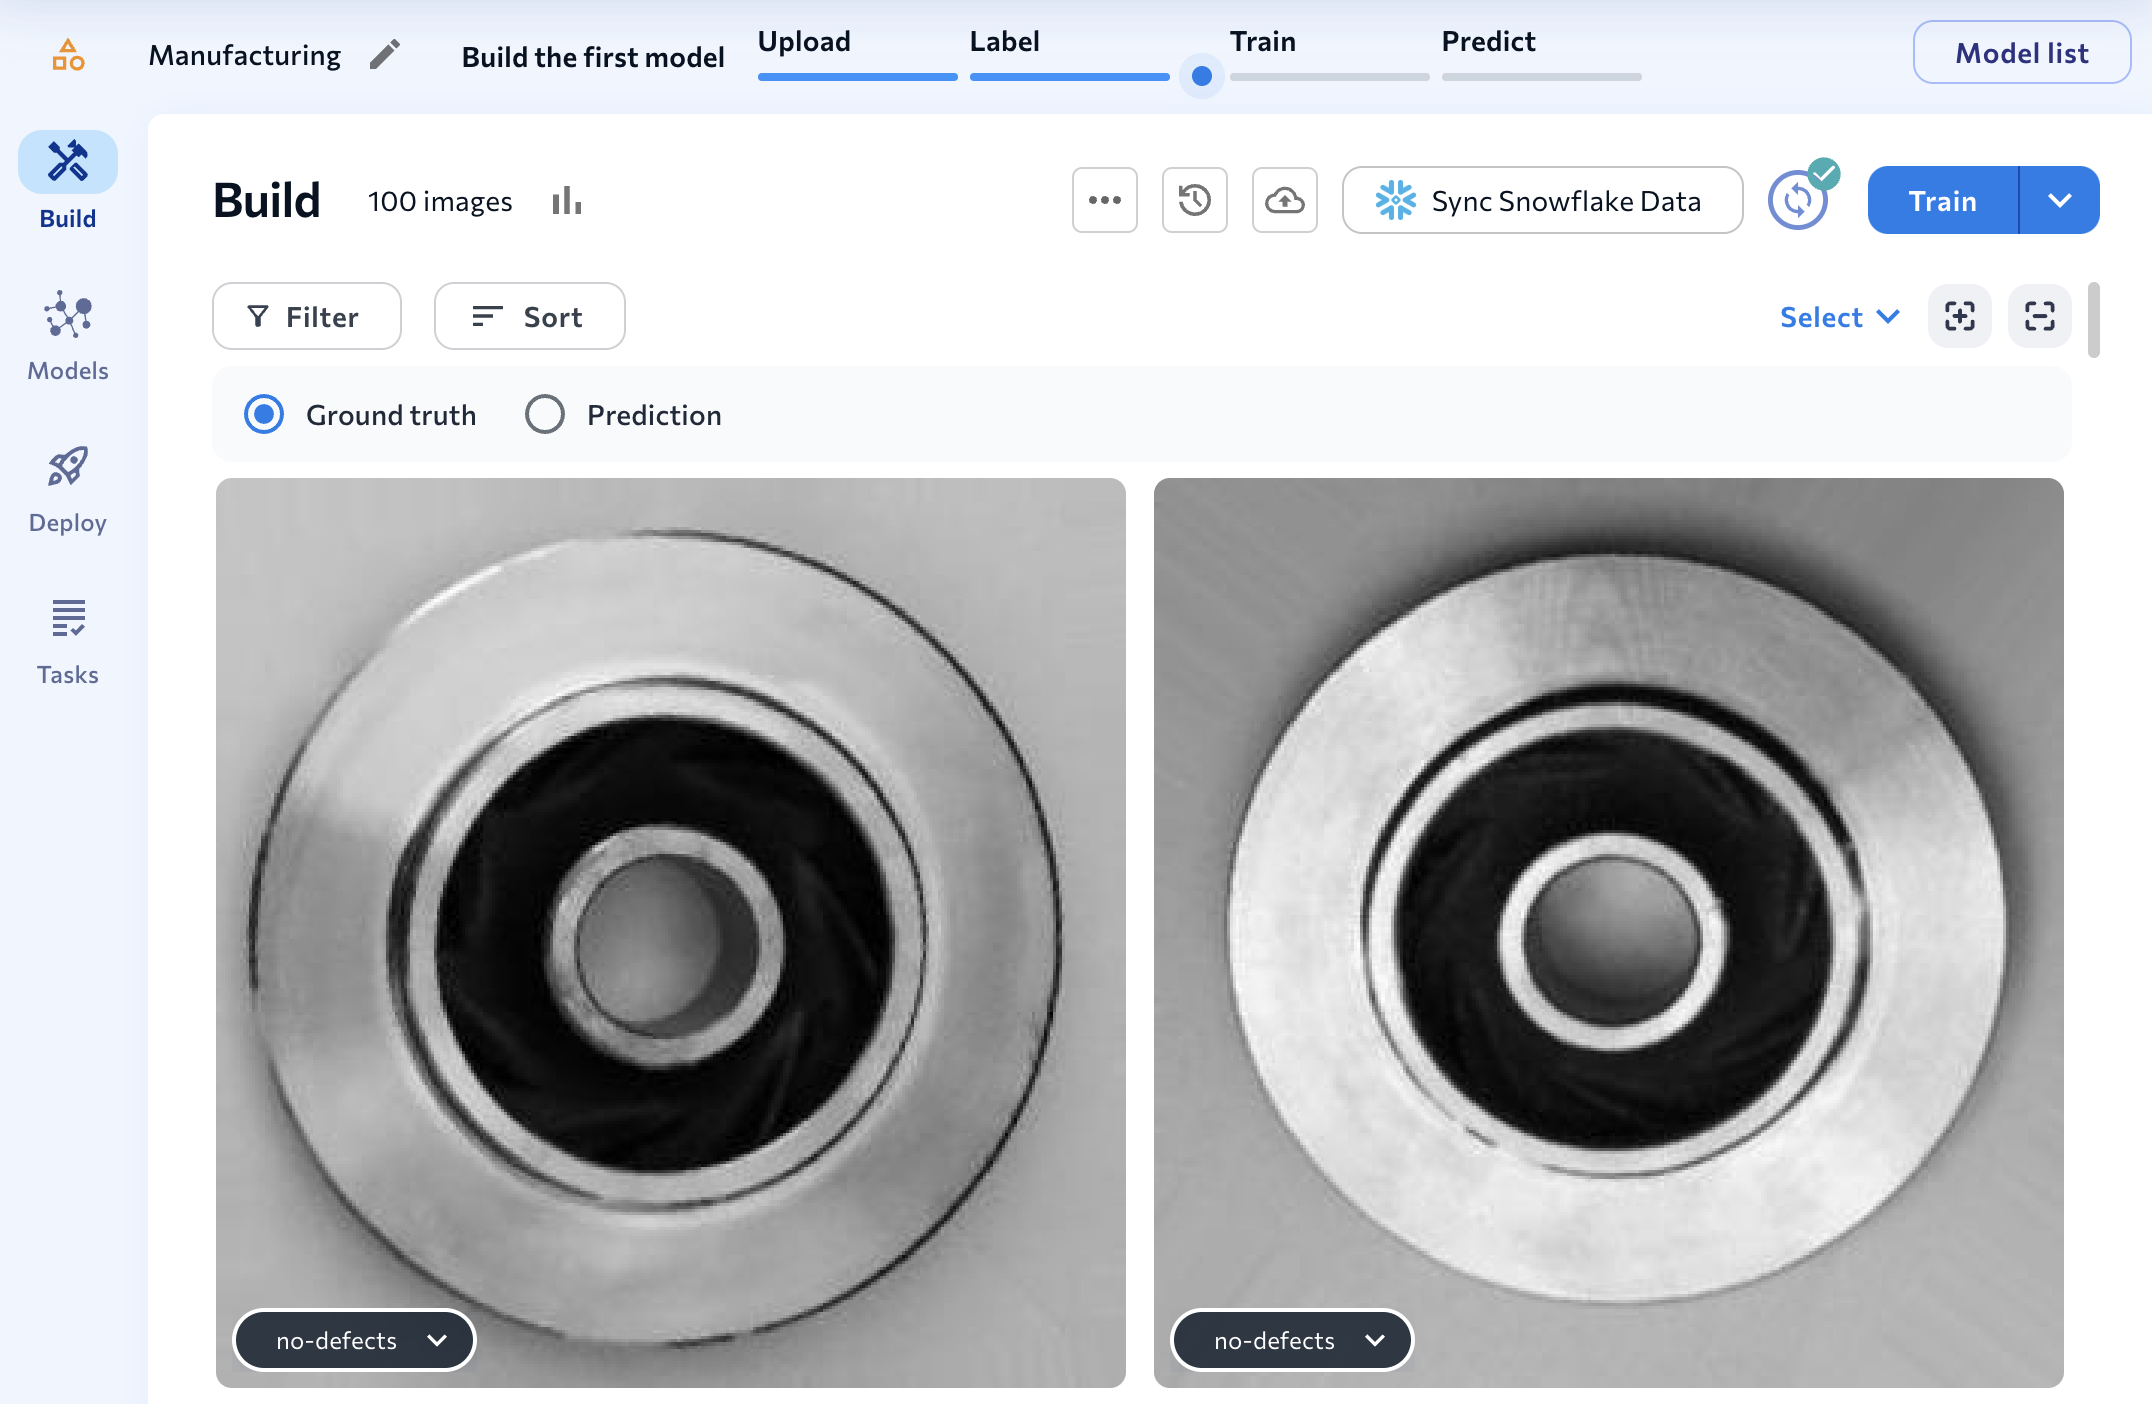 Manufacturing
Build the first model
Upload
Label
Train
Predict
Model list
Build
Models
Deploy
Tasks
Build
100 images
Sync Snowflake Data
Train
Filter
Sort
Select
Ground truth
Prediction
no-defects
no-defects